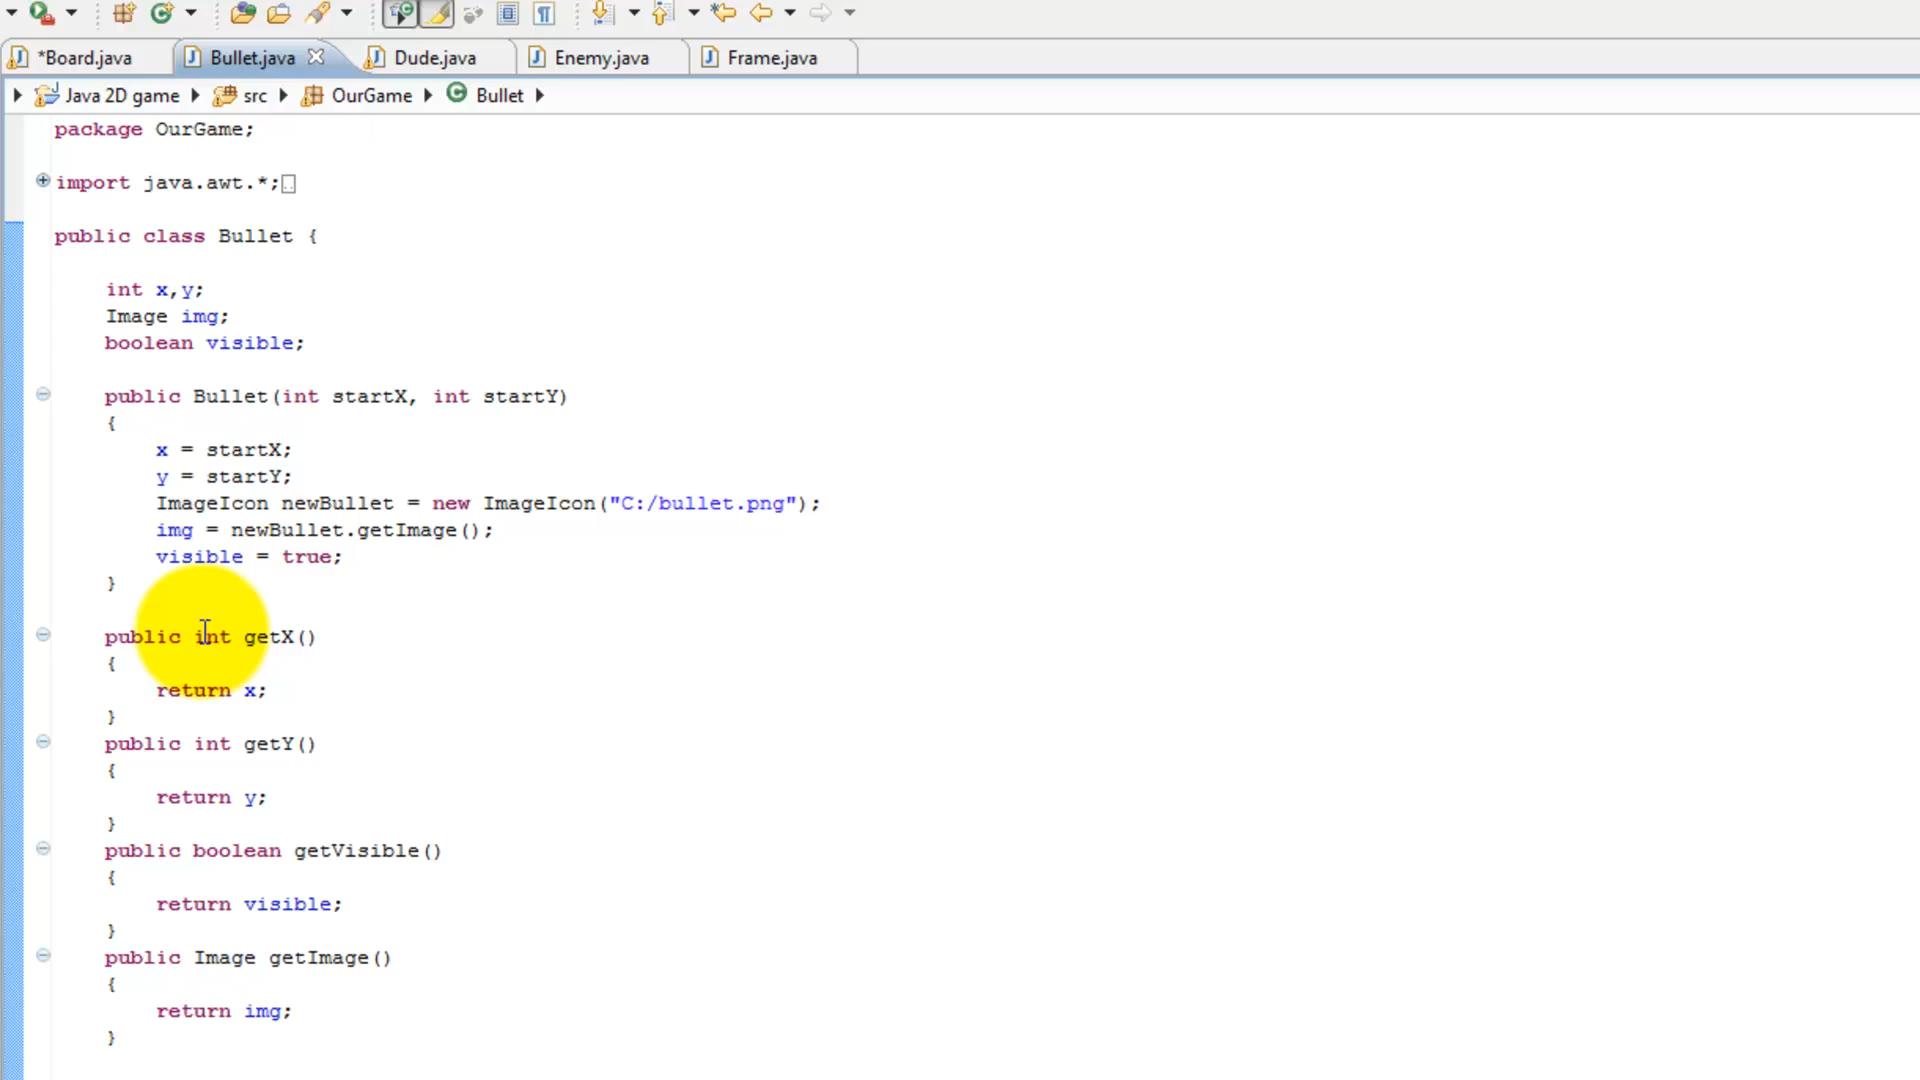 *Board.java Bullet.java Dude.java Enemy.java Frame.java
Java 2D game src OurGame Bullet
package OurGame;
import java.awt.*;
public class Bullet {
int x,y;
Image img;
boolean visible;
public Bullet(int startX, int startY)
{
x = startX;
y = startY;
ImageIcon newBullet = new ImageIcon("C:/bullet.png");
img = newBullet.getImage();
visible = true;
}
public int getX()
{
return x;
}
public int getY()
{
return y;
}
public boolean getVisible()
{
return visible;
}
public Image getImage()
{
return img;
}